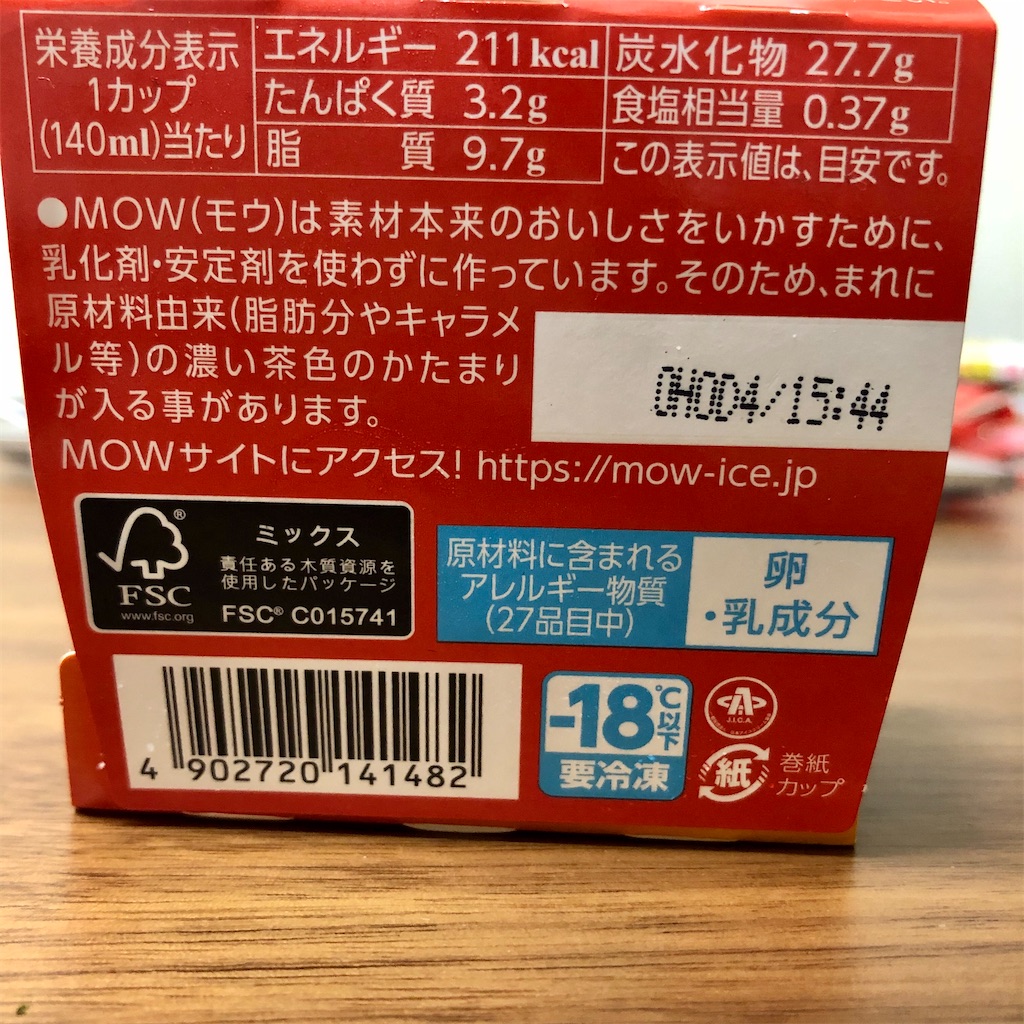 栄養成分表示
1カップ
(140ml)当たり
エネルギー 211kcal
たんぱく質 3.2g
脂 質 9.7g
炭水化物 27.7g
食塩相当量 0.37g
この表示値は、目安です。
●MOW(モウ)は素材本来のおいしさをいかすために、
乳化剤・安定剤を使わずに作っています。そのため、まれに
原材料由来(脂肪分やキャラメ
ル等)の濃い茶色のかたまり
が入る事があります。
0H0D4/15:44
MOWサイトにアクセス! https://mow-ice.jp
FSC
www.fsc.org
ミックス
責任ある木質資源を
使用したパッケージ
FSC® C015741
原材料に含まれる
アレルギー物質
(27品目中)
卵
・乳成分
4 902720 141482
-18℃以下
要冷凍
J.I.C.A.
紙
巻紙
カップ